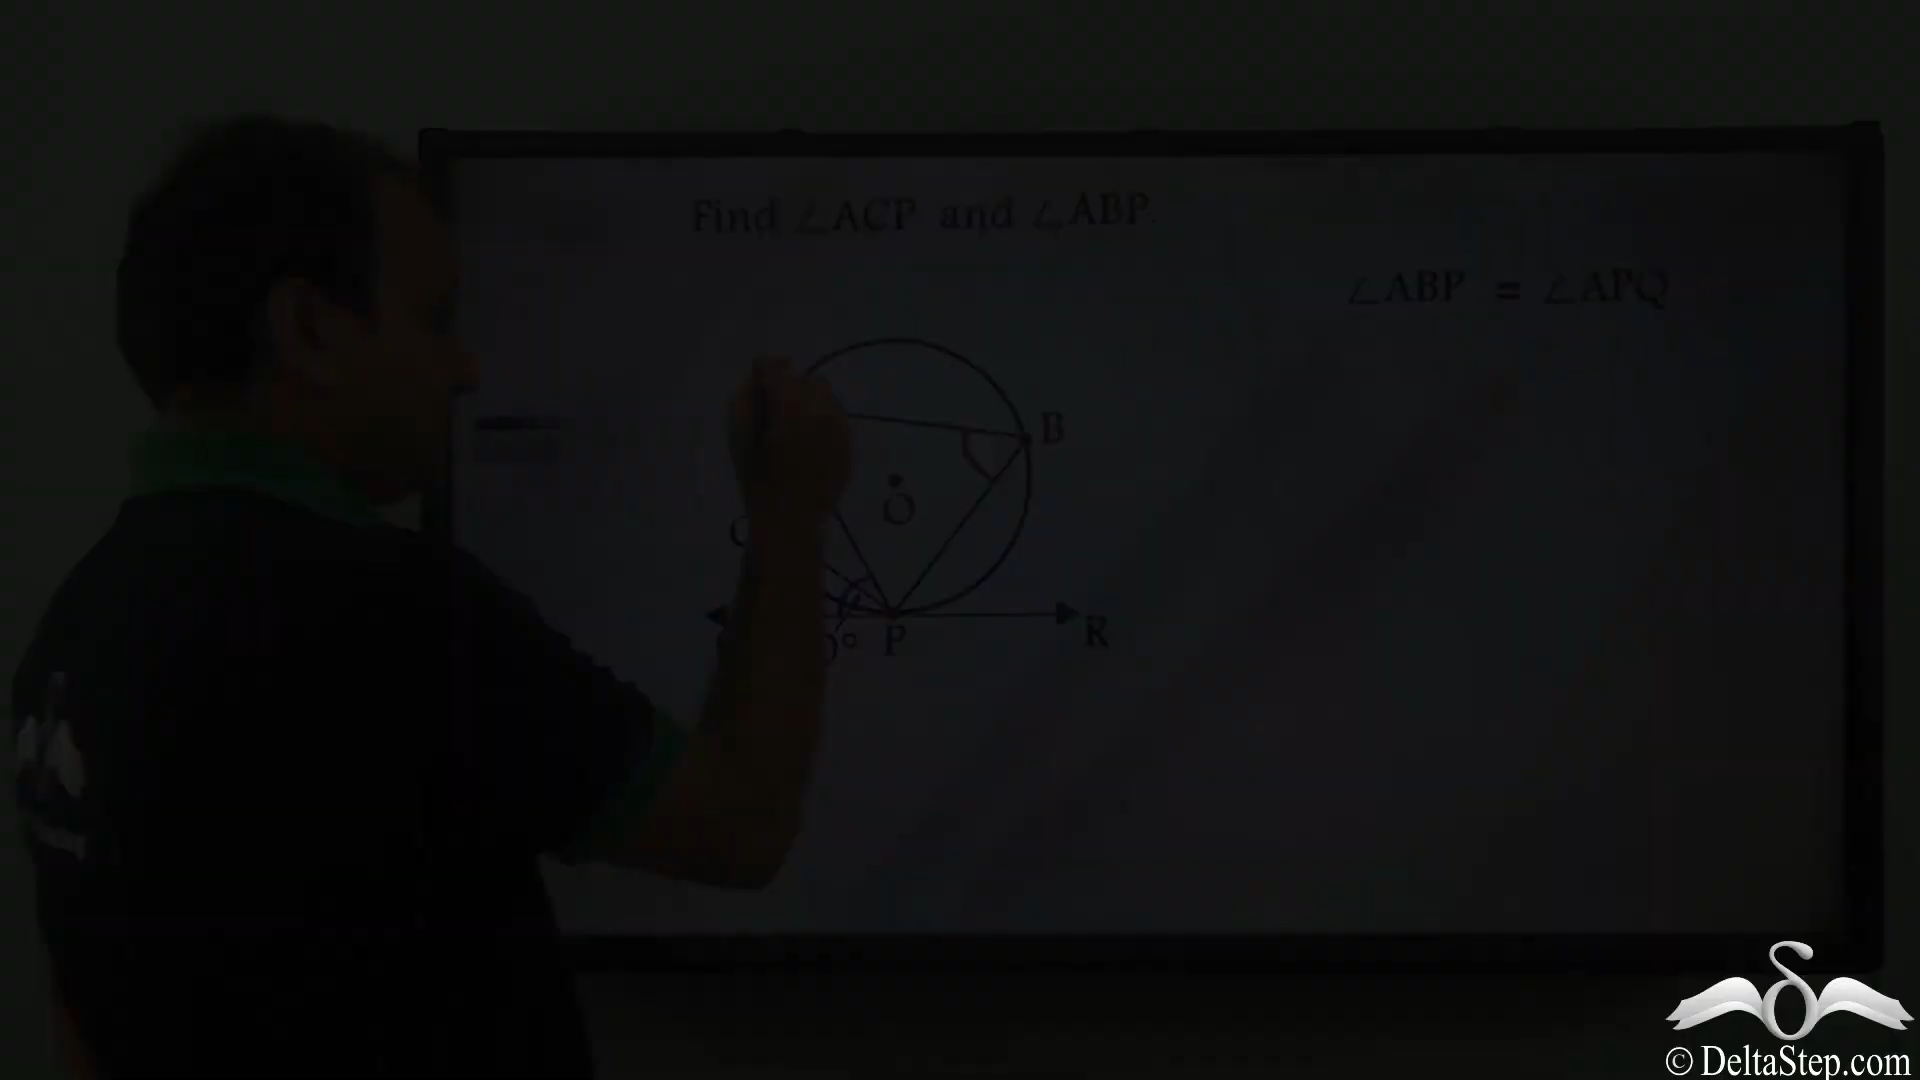 Find ∠ACP and ∠ABP.
∠ABP = ∠APQ
B
O
C
P
R
© DeltaStep.com